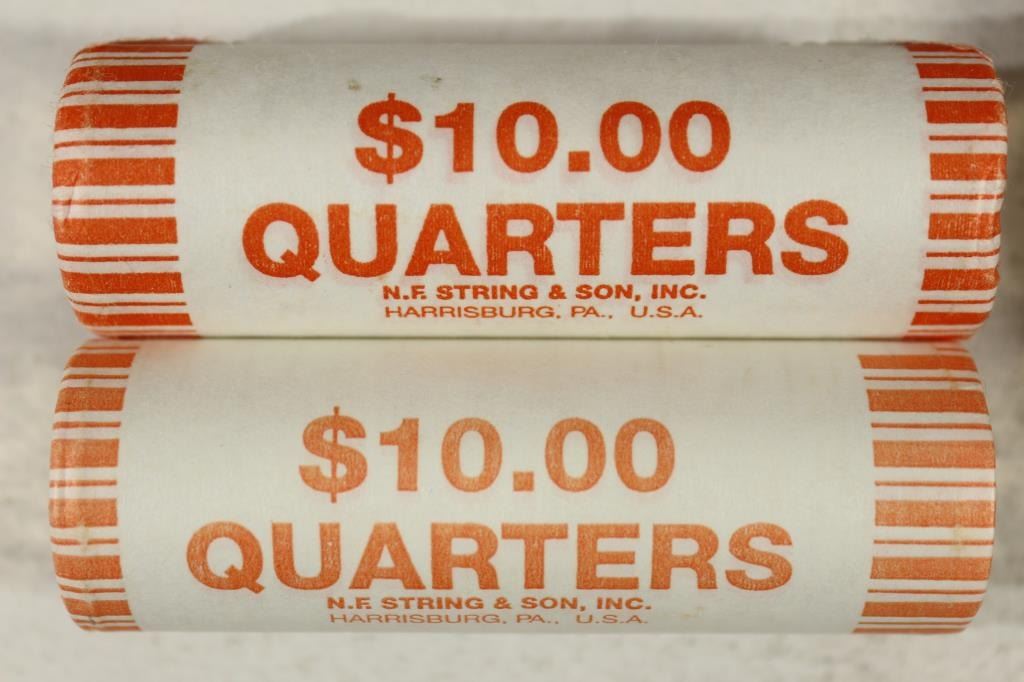 $10.00
QUARTERS
N.F. STRING & SON, INC.
HARRISBURG, PA., U.S.A.
$10.00
QUARTERS
N.F. STRING & SON, INC.
HARRISBURG, PA., U.S.A.